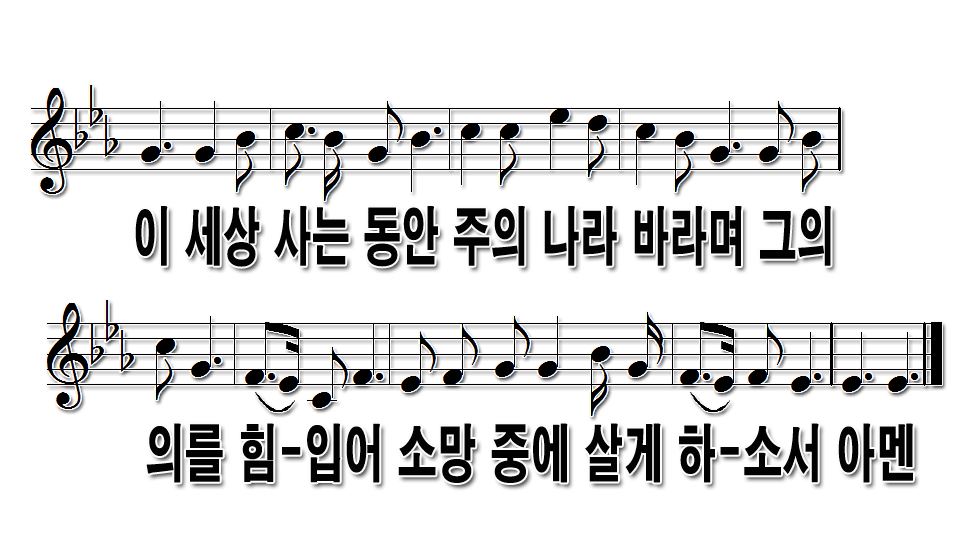 이 세상 사는 동안 주의 나라 바라며 그의
의를 힘-입어 소망 중에 살게 하-소서 아멘